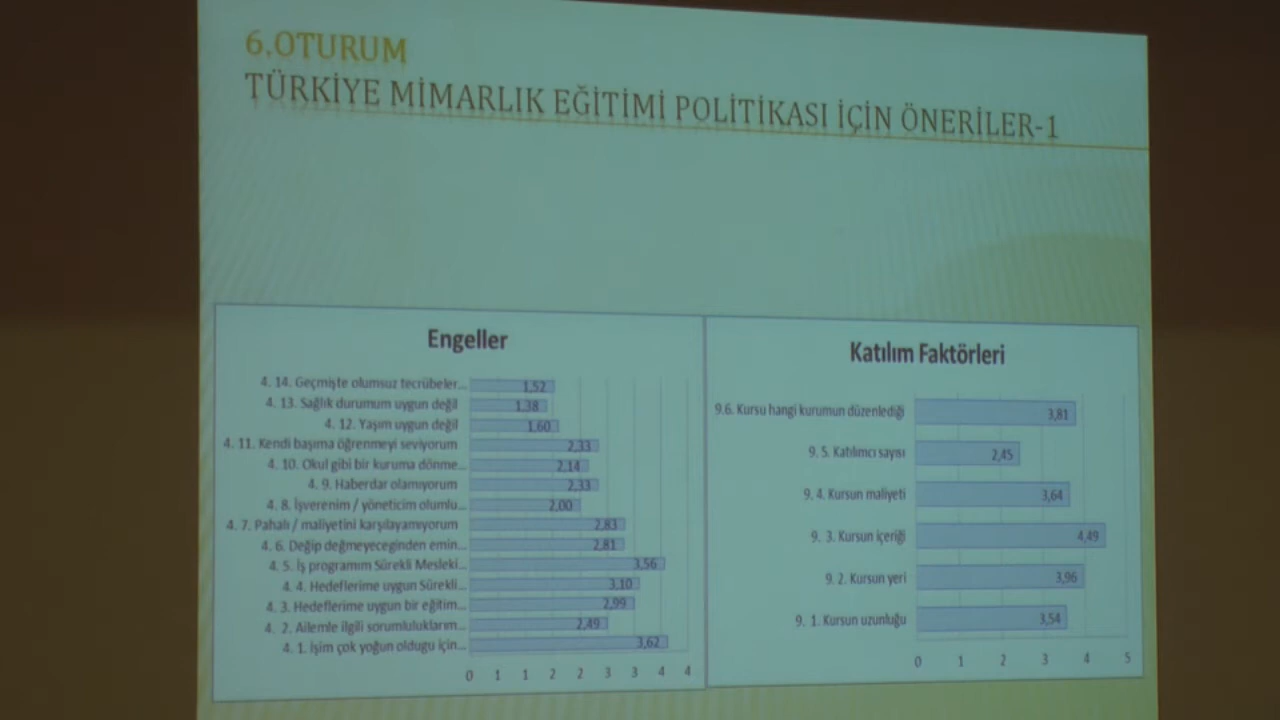 6.OTURUM
TÜRKİYE MİMARLIK EĞİTİMİ POLİTİKASI İÇİN ÖNERİLER-1
Engeller
4. 14. Geçmişte olumsuz tecrübeler... 1,52
4. 13. Sağlık durumum uygun değil 1,38
4. 12. Yaşım uygun değil 1,60
4. 11. Kendi başıma öğrenmeyi seviyorum 2,33
4. 10. Okul gibi bir kuruma dönme... 2,14
4. 9. Haberdar olamıyorum 2,33
4. 8. İşverenim / yöneticim olumlu... 2,00
4. 7. Pahalı / maliyetini karşılayamıyorum 2,83
4. 6. Değip değmeyeceginden emin... 2,81
4. 5. İş programım Sürekli Mesleki... 3,56
4. 4. Hedeflerime uygun Sürekli... 3,10
4. 3. Hedeflerime uygun bir eğitim... 2,99
4. 2. Ailemle ilgili sorumluluklarım... 2,49
4. 1. İşim çok yoğun oldugu için... 3,62
0 1 1 2 2 3 3 4 4
Katılım Faktörleri
9.6. Kursu hangi kurumun düzenlediği 3,81
9. 5. Katılımcı sayısı 2,45
9. 4. Kursun maliyeti 3,64
9. 3. Kursun içeriği 4,49
9. 2. Kursun yeri 3,96
9. 1. Kursun uzunluğu 3,54
0 1 2 3 4 5